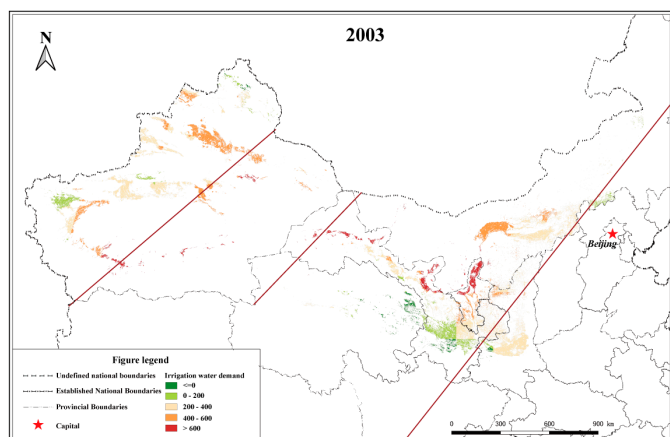 2003
N
Beijing
Figure legend
Undefined national boundaries
Irrigation water demand
Established National Boundaries
<=0
0 - 200
Provincial Boundaries
200 - 400
400 - 600
Capital
> 600
0 150 300 600 900 km